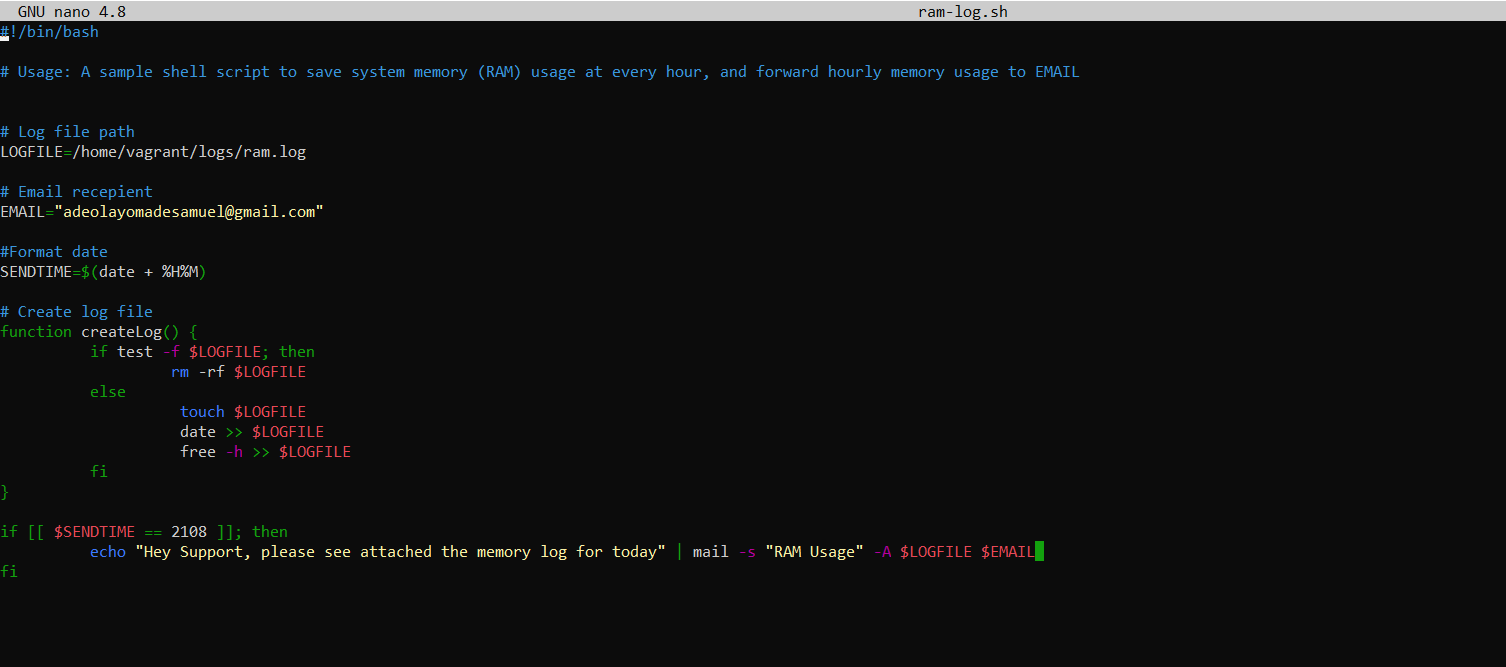 GNU nano 4.8 ram-log.sh
#!/bin/bash
# Usage: A sample shell script to save system memory (RAM) usage at every hour, and forward hourly memory usage to EMAIL
# Log file path
LOGFILE=/home/vagrant/logs/ram.log
# Email recepient
EMAIL="adeolayomadesamuel@gmail.com"
#Format date
SENDTIME=$(date + %H%M)
# Create log file
function createLog() {
if test -f $LOGFILE; then
rm -rf $LOGFILE
else
touch $LOGFILE
date >> $LOGFILE
free -h >> $LOGFILE
fi
}
if [[ $SENDTIME == 2108 ]]; then
echo "Hey Support, please see attached the memory log for today" | mail -s "RAM Usage" -A $LOGFILE $EMAIL
fi